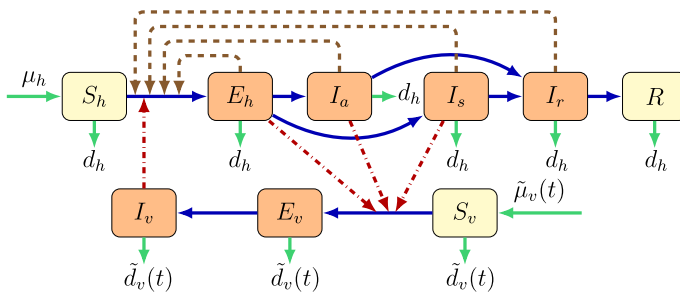 μ_h
S_h E_h I_a d_h I_s I_r R
d_h d_h d_h d_h d_h
μ̃_v(t)
I_v E_v S_v
d̃_v(t) d̃_v(t) d̃_v(t)